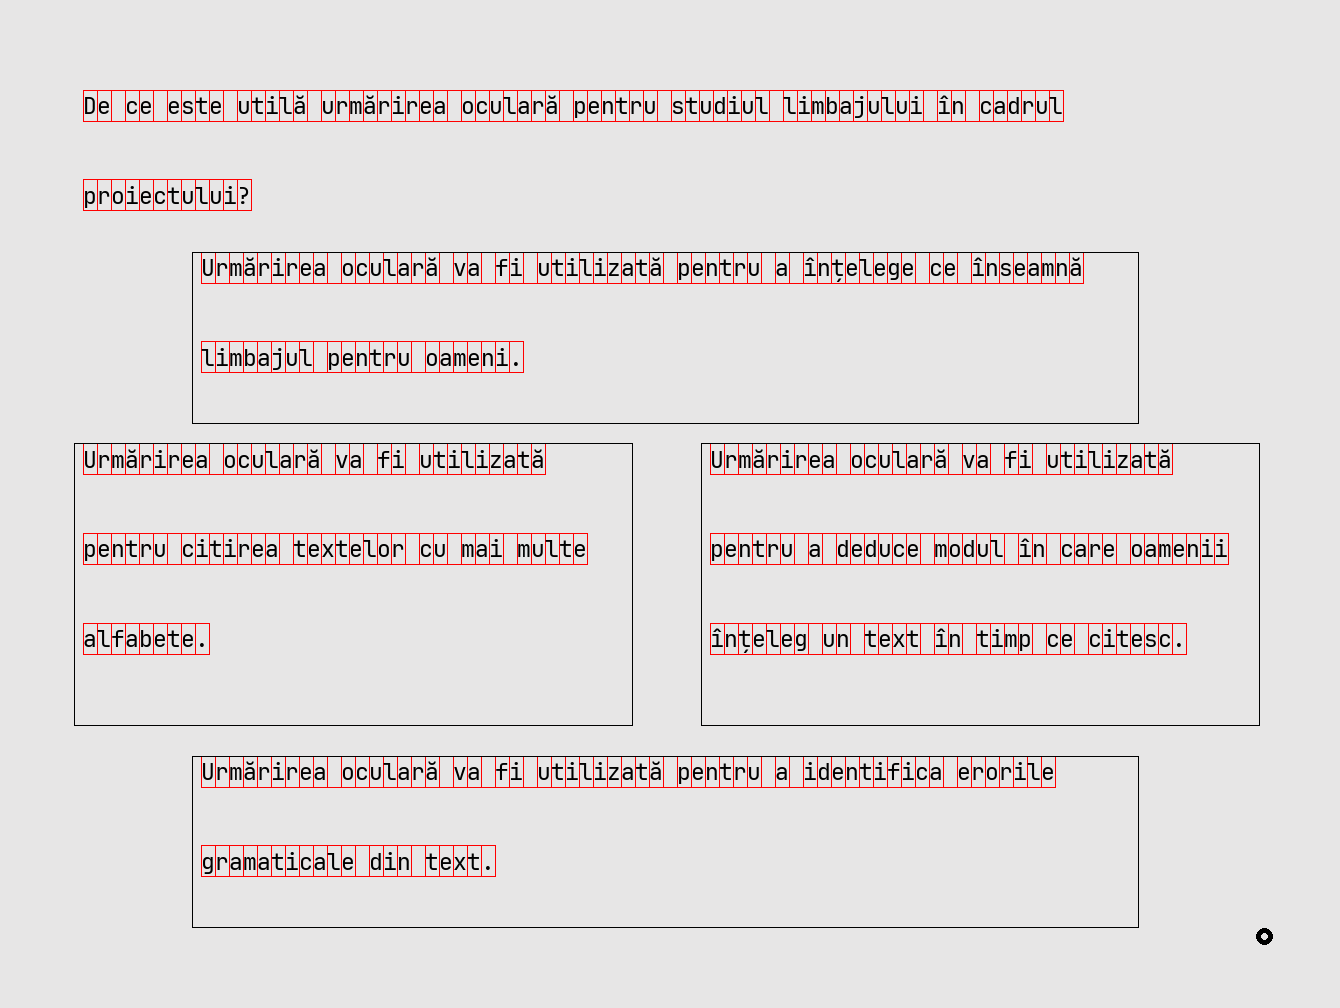 De ce este utilă urmărirea oculară pentru studiul limbajului în cadrul
proiectului?
Urmărirea oculară va fi utilizată pentru a înțelege ce înseamnă
limbajul pentru oameni.
Urmărirea oculară va fi utilizată
pentru citirea textelor cu mai multe
alfabete.
Urmărirea oculară va fi utilizată
pentru a deduce modul în care oamenii
înțeleg un text în timp ce citesc.
Urmărirea oculară va fi utilizată pentru a identifica erorile
gramaticale din text.